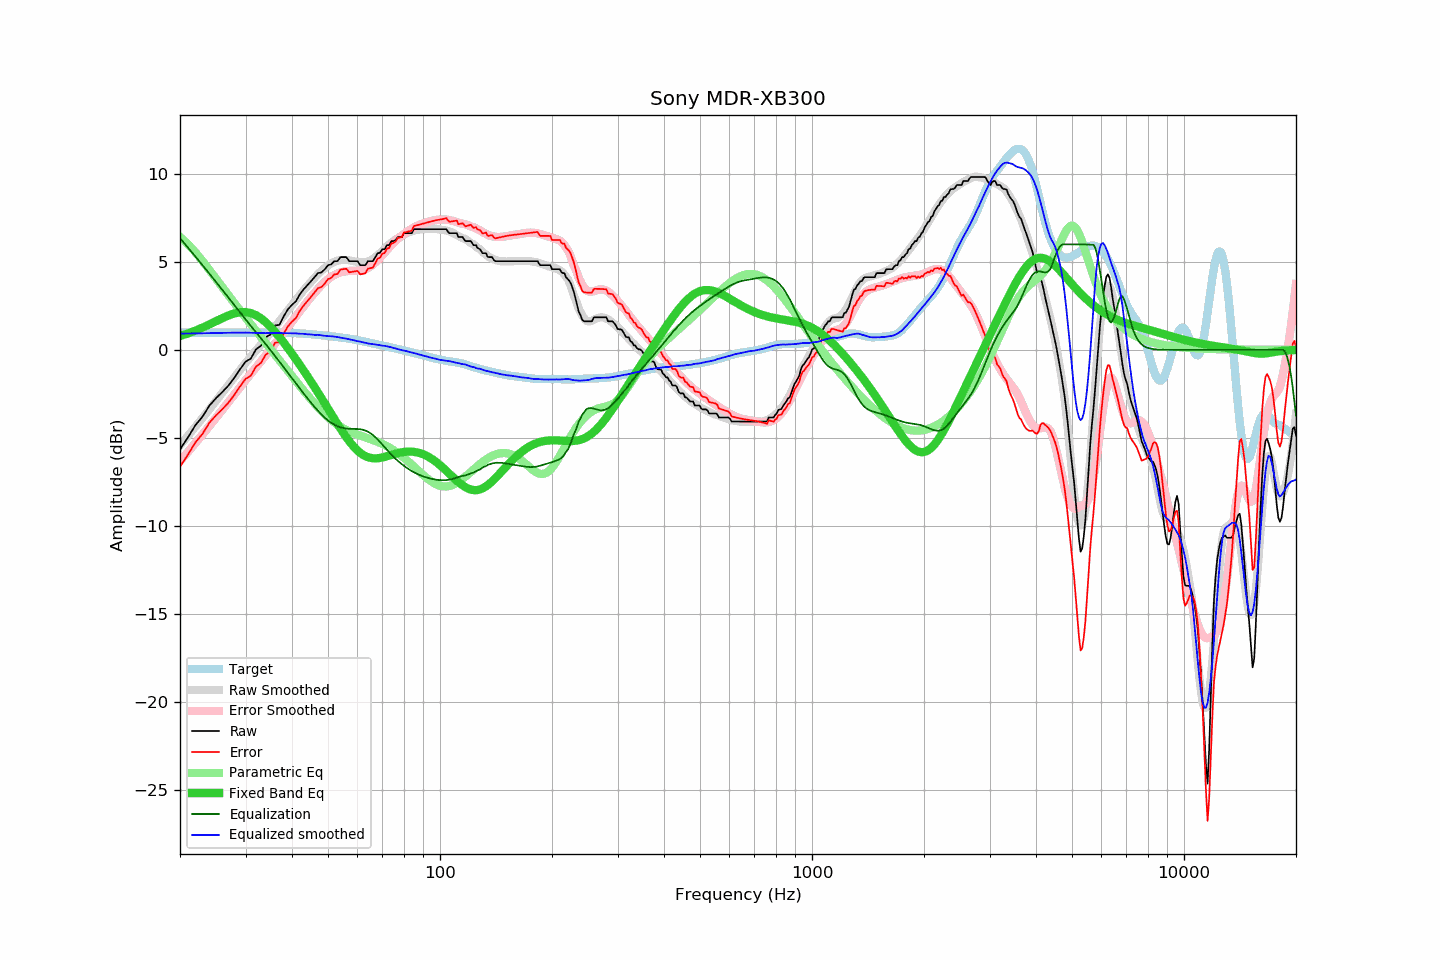 Sony MDR-XB300
10
5
0
−5
−10
−15
−20
−25
Amplitude (dBr)
Target
Raw Smoothed
Error Smoothed
Raw
Error
Parametric Eq
Fixed Band Eq
Equalization
Equalized smoothed
100
1000
10000
Frequency (Hz)